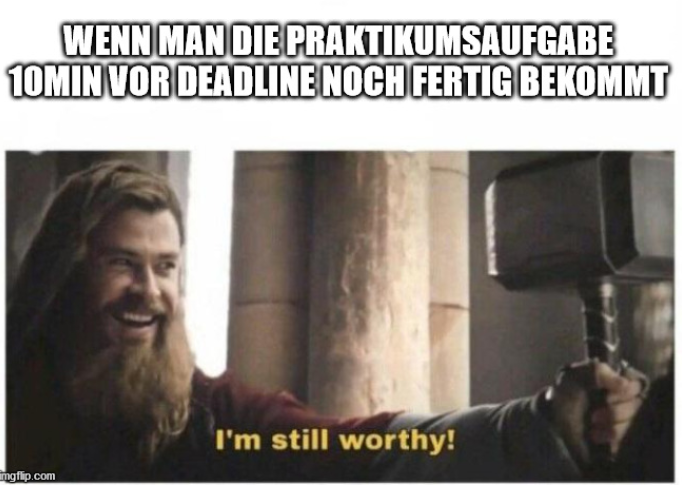 WENN MAN DIE PRAKTIKUMSAUFGABE
10MIN VOR DEADLINE NOCH FERTIG BEKOMMT
I'm still worthy!
imgflip.com